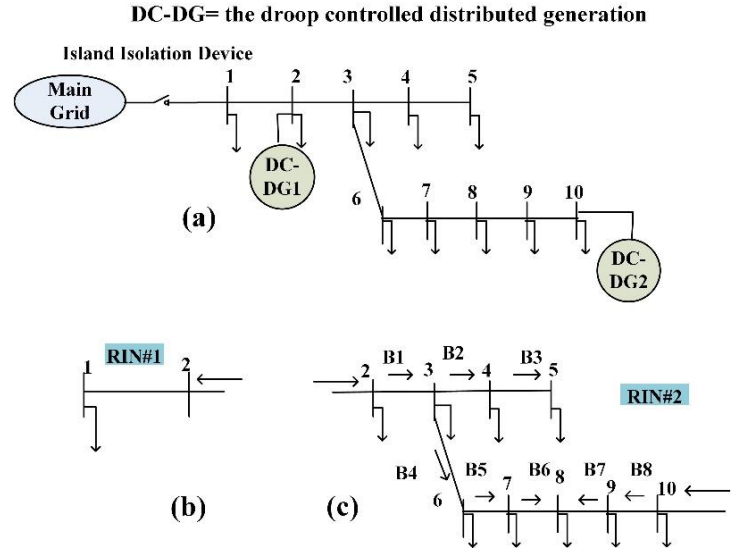 DC-DG= the droop controlled distributed generation
Island Isolation Device
Main
Grid
1 2 3 4 5
DC-
DG1
6 7 8 9 10
(a)
DC-
DG2
RIN#1
1 2
(b)
B1 B2 B3
2 3 4 5
RIN#2
B4
B5 B6 B7 B8
6 7 8 9 10
(c)